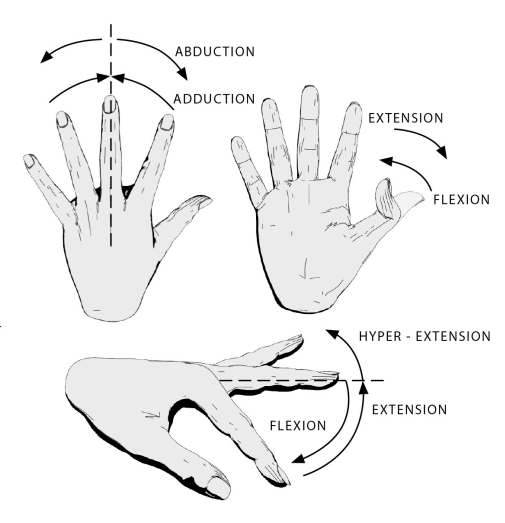 ABDUCTION
ADDUCTION
EXTENSION
FLEXION
HYPER - EXTENSION
EXTENSION
FLEXION